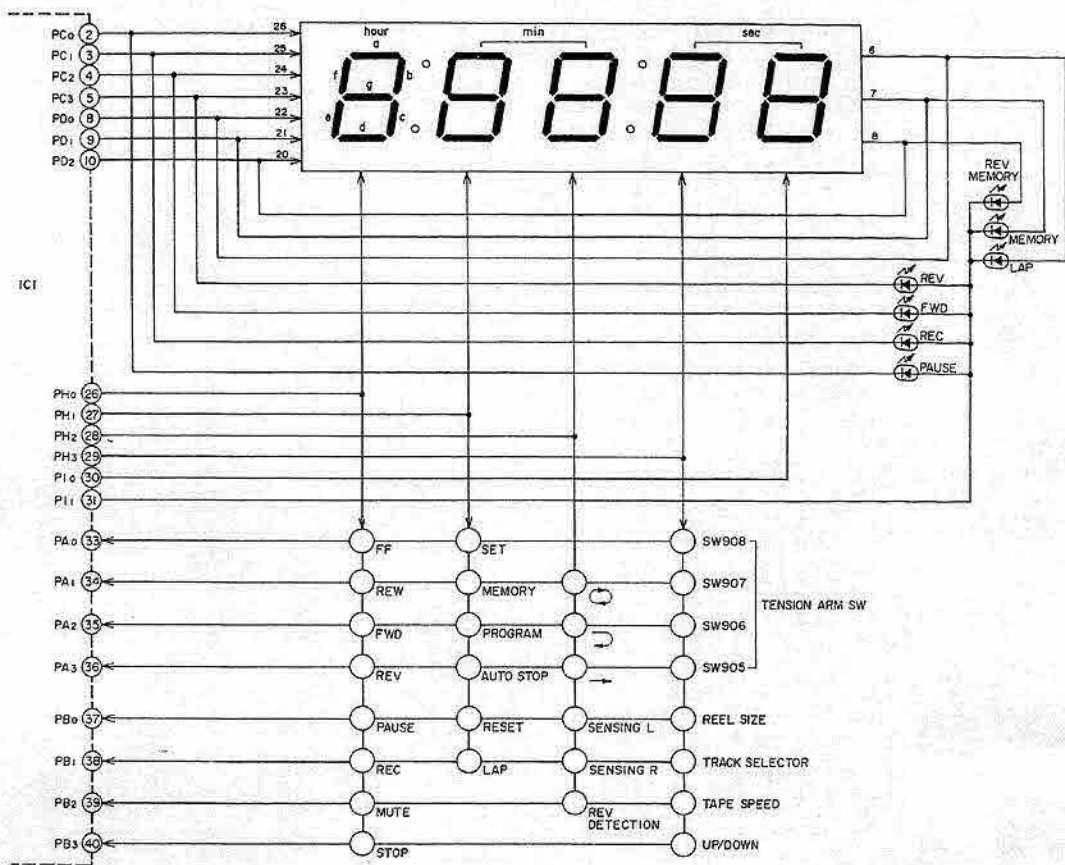 PC0 2 26 hour min sec
a
PC1 3 25 6
PC2 4 24 f b
g
PC3 5 23 7
PD0 8 22 e c
d
PD1 9 21 8
PD2 10 20
REV MEMORY
MEMORY
LAP
IC1
REV
FWD
REC
PAUSE
PH0 26
PH1 27
PH2 28
PH3 29
PI0 30
PI1 31
PA0 33 FF SET SW908
PA1 34 REW MEMORY SW907
TENSION ARM SW
PA2 35 FWD PROGRAM SW906
PA3 36 REV AUTO STOP SW905
PB0 37 PAUSE RESET SENSING L REEL SIZE
PB1 38 REC LAP SENSING R TRACK SELECTOR
PB2 39 MUTE REV DETECTION TAPE SPEED
PB3 40 STOP UP/DOWN